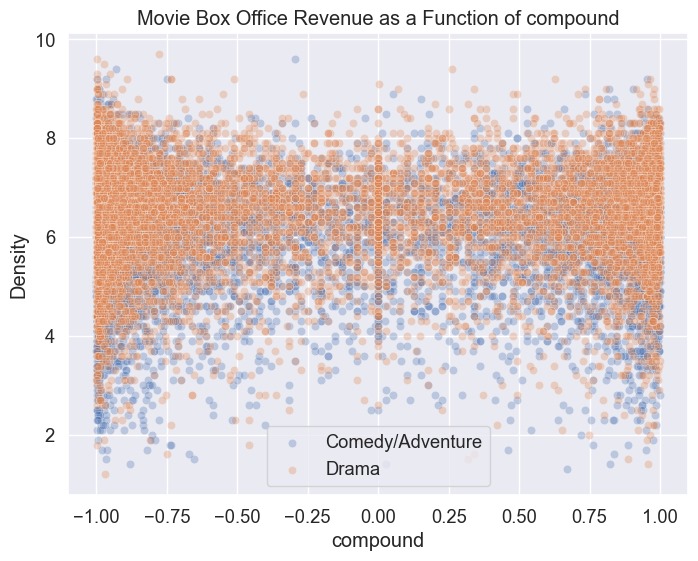 Movie Box Office Revenue as a Function of compound
Density
10
8
6
4
2
Comedy/Adventure
Drama
−1.00 −0.75 −0.50 −0.25 0.00 0.25 0.50 0.75 1.00
compound